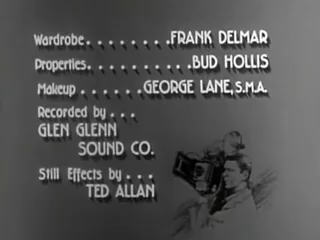 Wardrobe.........FRANK DELMAR
Properties...........BUD HOLLIS
Makeup ......GEORGE LANE, S.M.A.
Recorded by...
GLEN GLENN
SOUND CO.
Still Effects by...
TED ALLAN